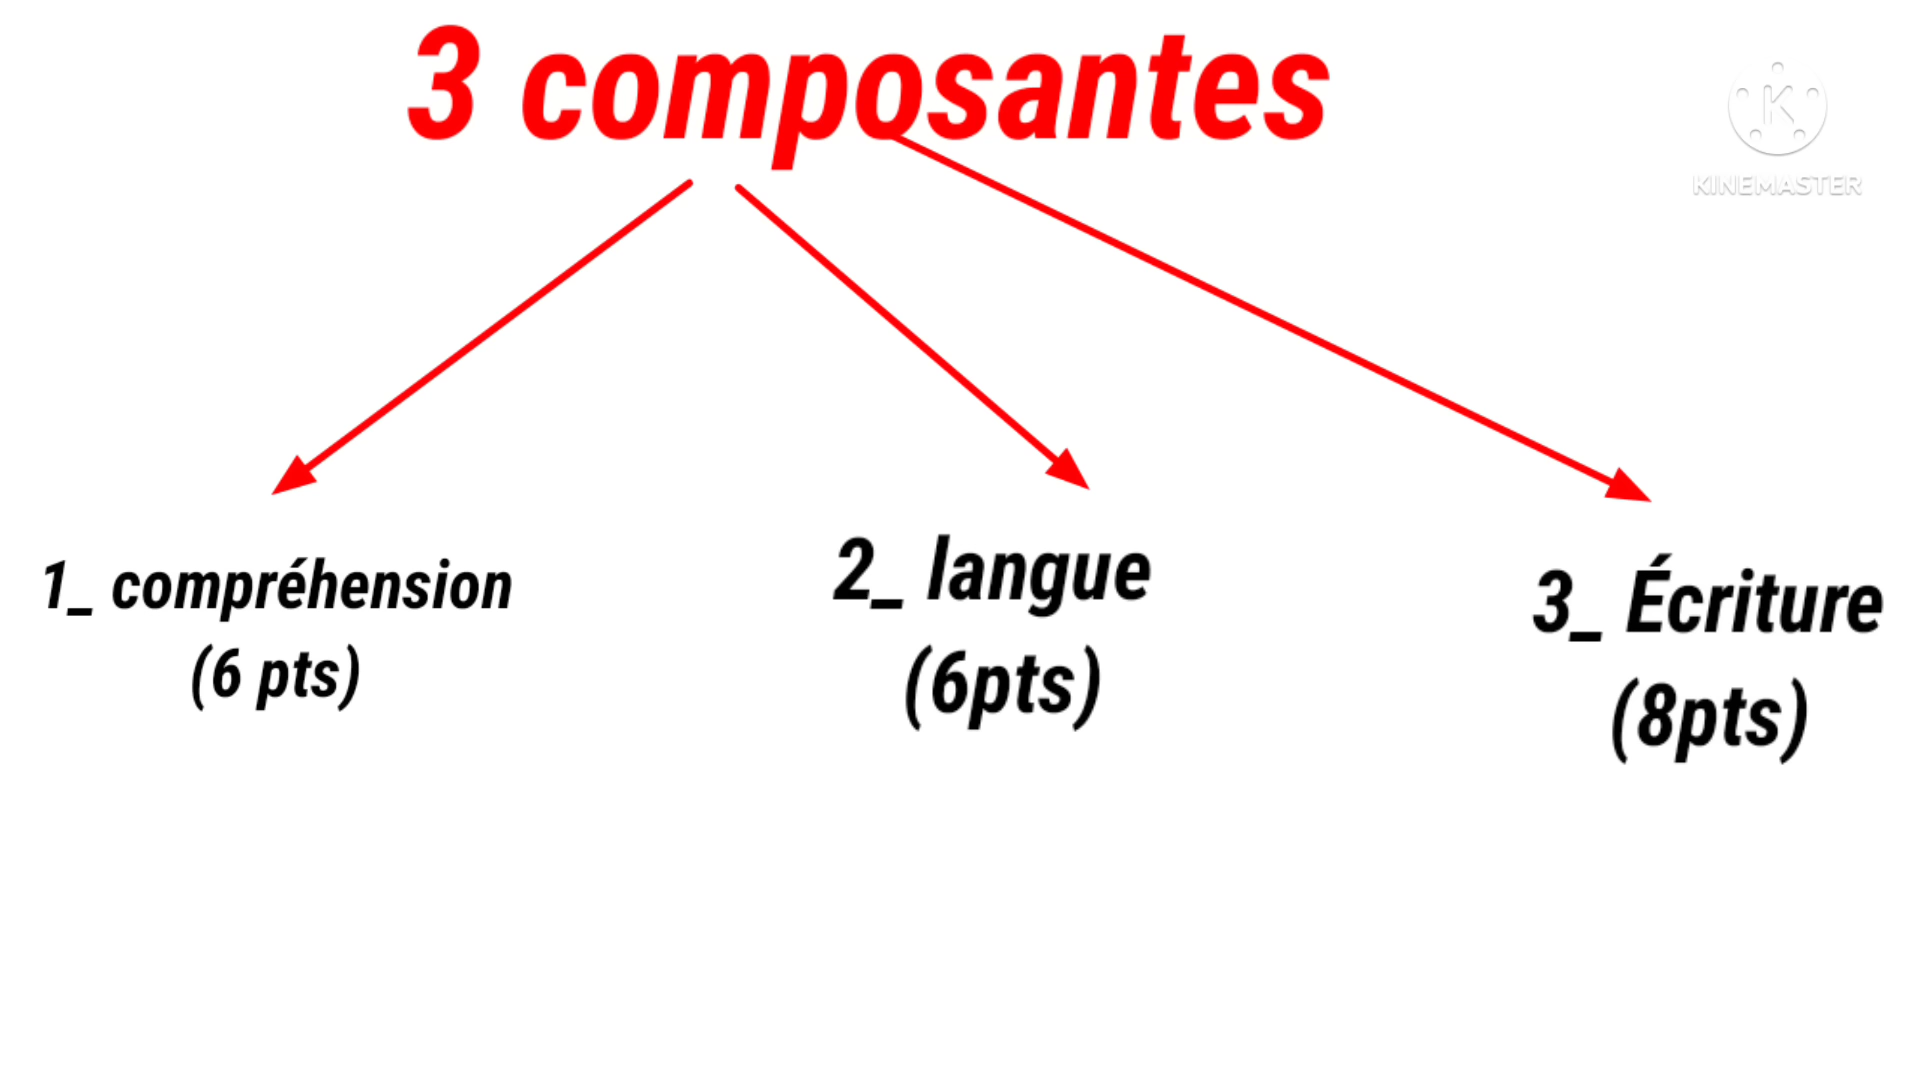 3 composantes
KINEMASTER
1_ compréhension
(6 pts)
2_ langue
(6pts)
3_ Écriture
(8pts)